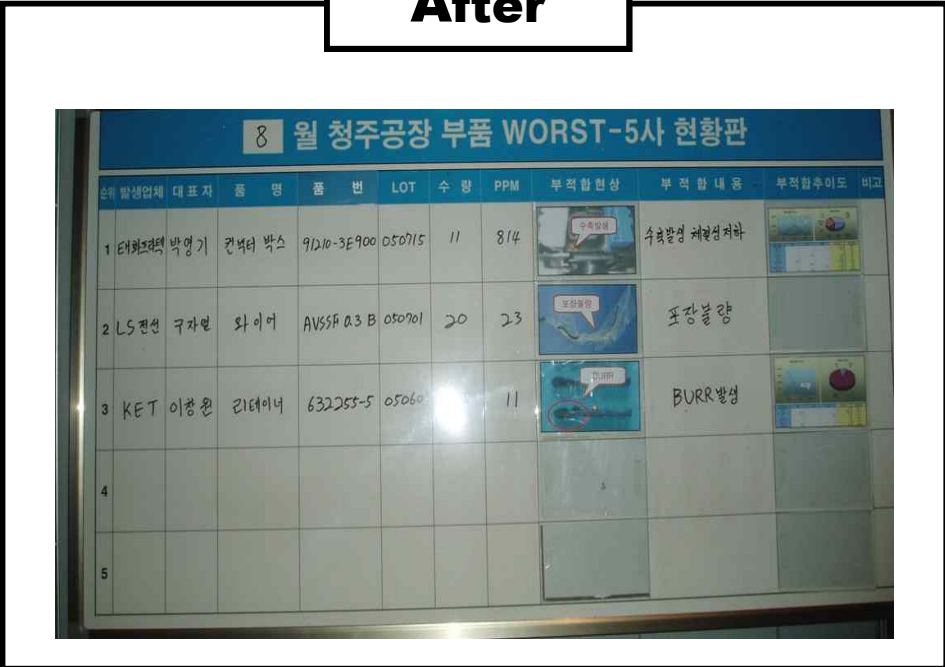 After
8 월 청주공장 부품 WORST-5사 현황판
순위 발생업체 대표자 품 명 품 번 LOT 수 량 PPM 부적합현상 부 적 합 내 용 부적합추이도 비고
1 박영기 컨넥터 박스 91210-3E900 050715 11 814 수축발생 수축발생 체결성저하
2 LS전선 구자열 와이어 AVSSF 0.3 B 050701 20 23 포장불량 포장불량
3 KET 이창원 리테이너 632255-5 05060 11 BURR BURR발생
4
5